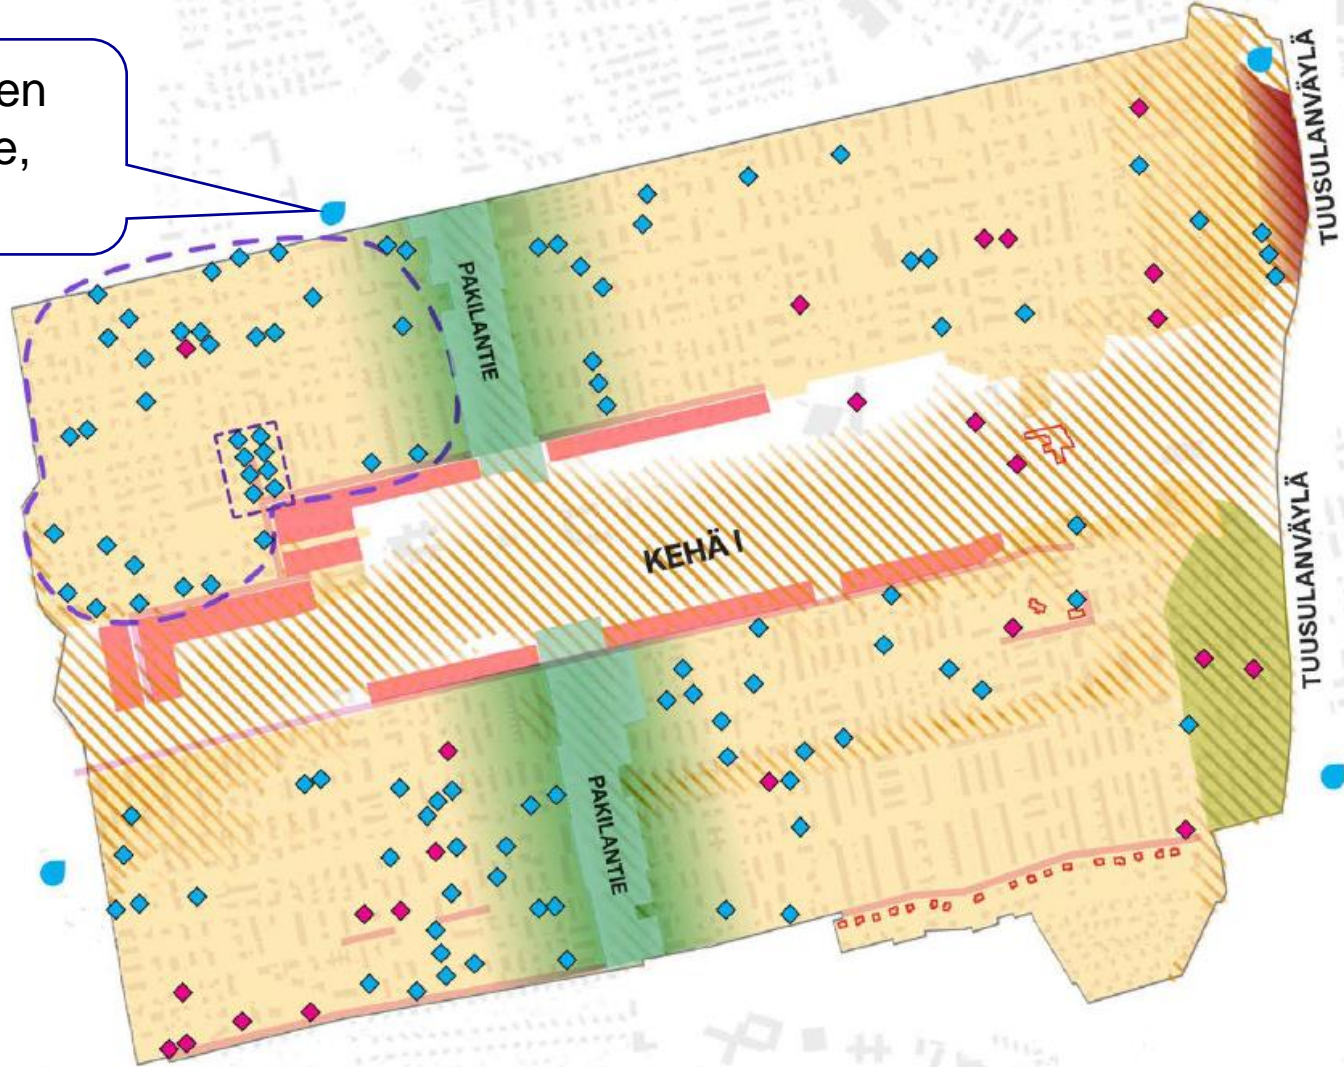 en
e,
PAKILANTIE
TUUSULANVÄYLÄ
KEHÄ I
TUUSULANVÄYLÄ
PAKILANTIE